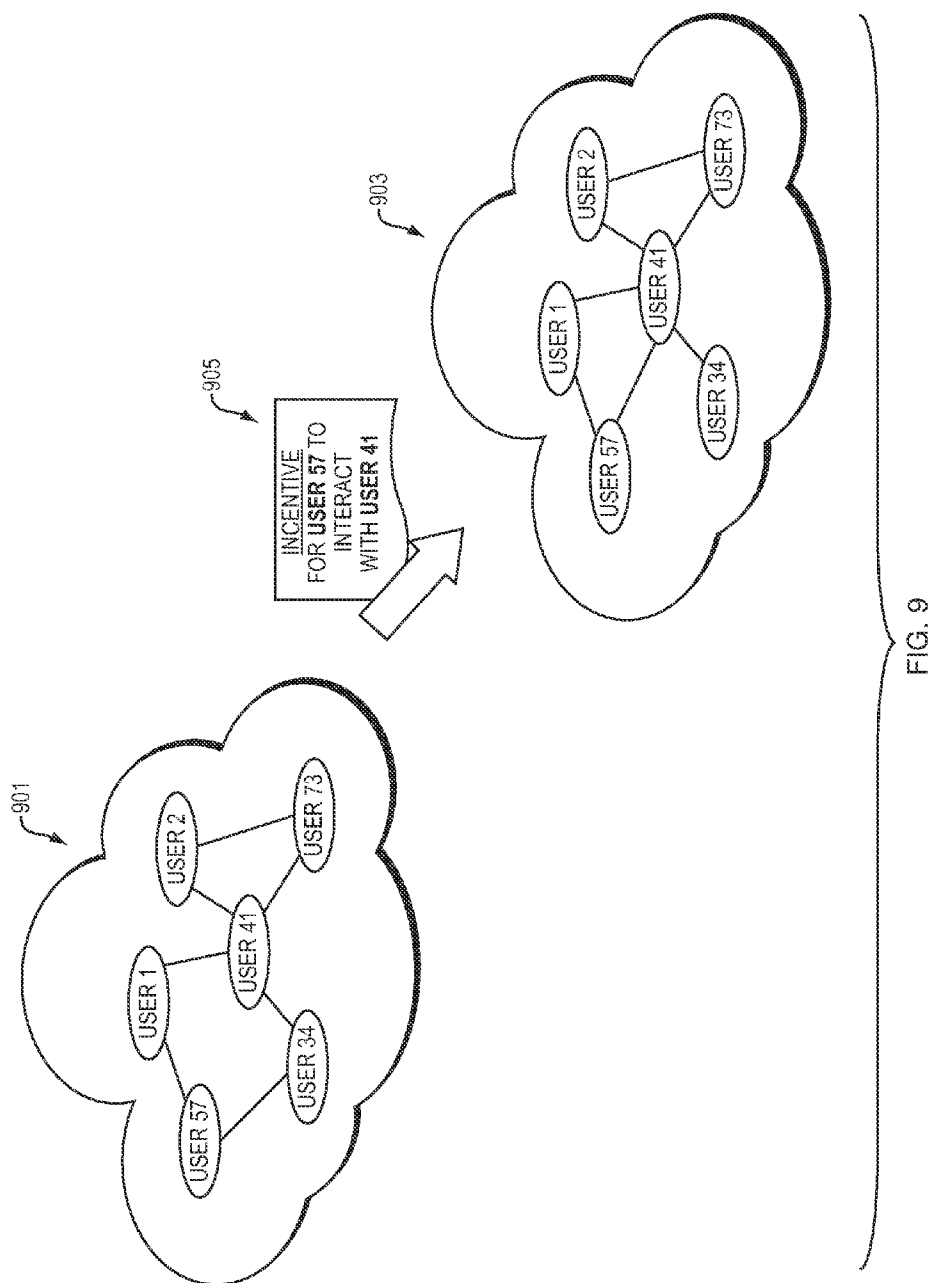 901
USER 1
USER 2
USER 57
USER 41
USER 34
USER 73
905
INCENTIVE
FOR USER 57 TO
INTERACT
WITH USER 41
903
USER 1
USER 2
USER 57
USER 41
USER 34
USER 73
FIG. 9